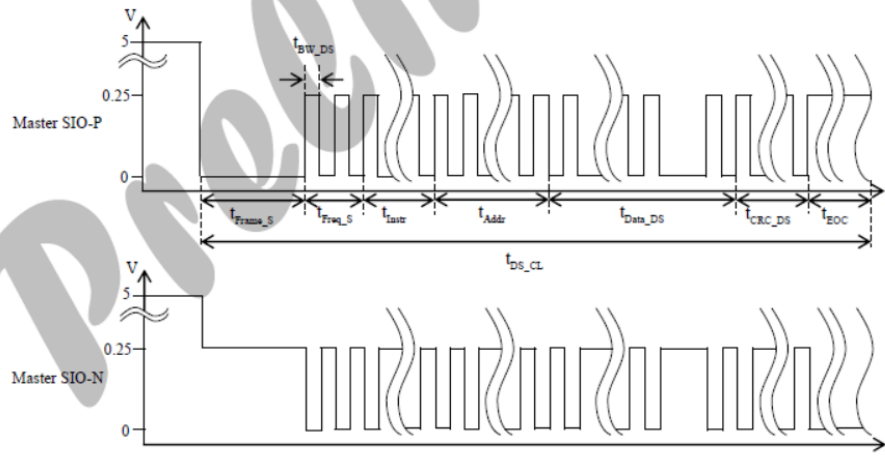 V
5
t_BW_DS
0.25
Master SIO-P
0
t_Frame_S t_Freq_S t_Instr t_Addr t_Data_DS t_CRC_DS t_EOC
t_DS_CL
V
5
0.25
Master SIO-N
0